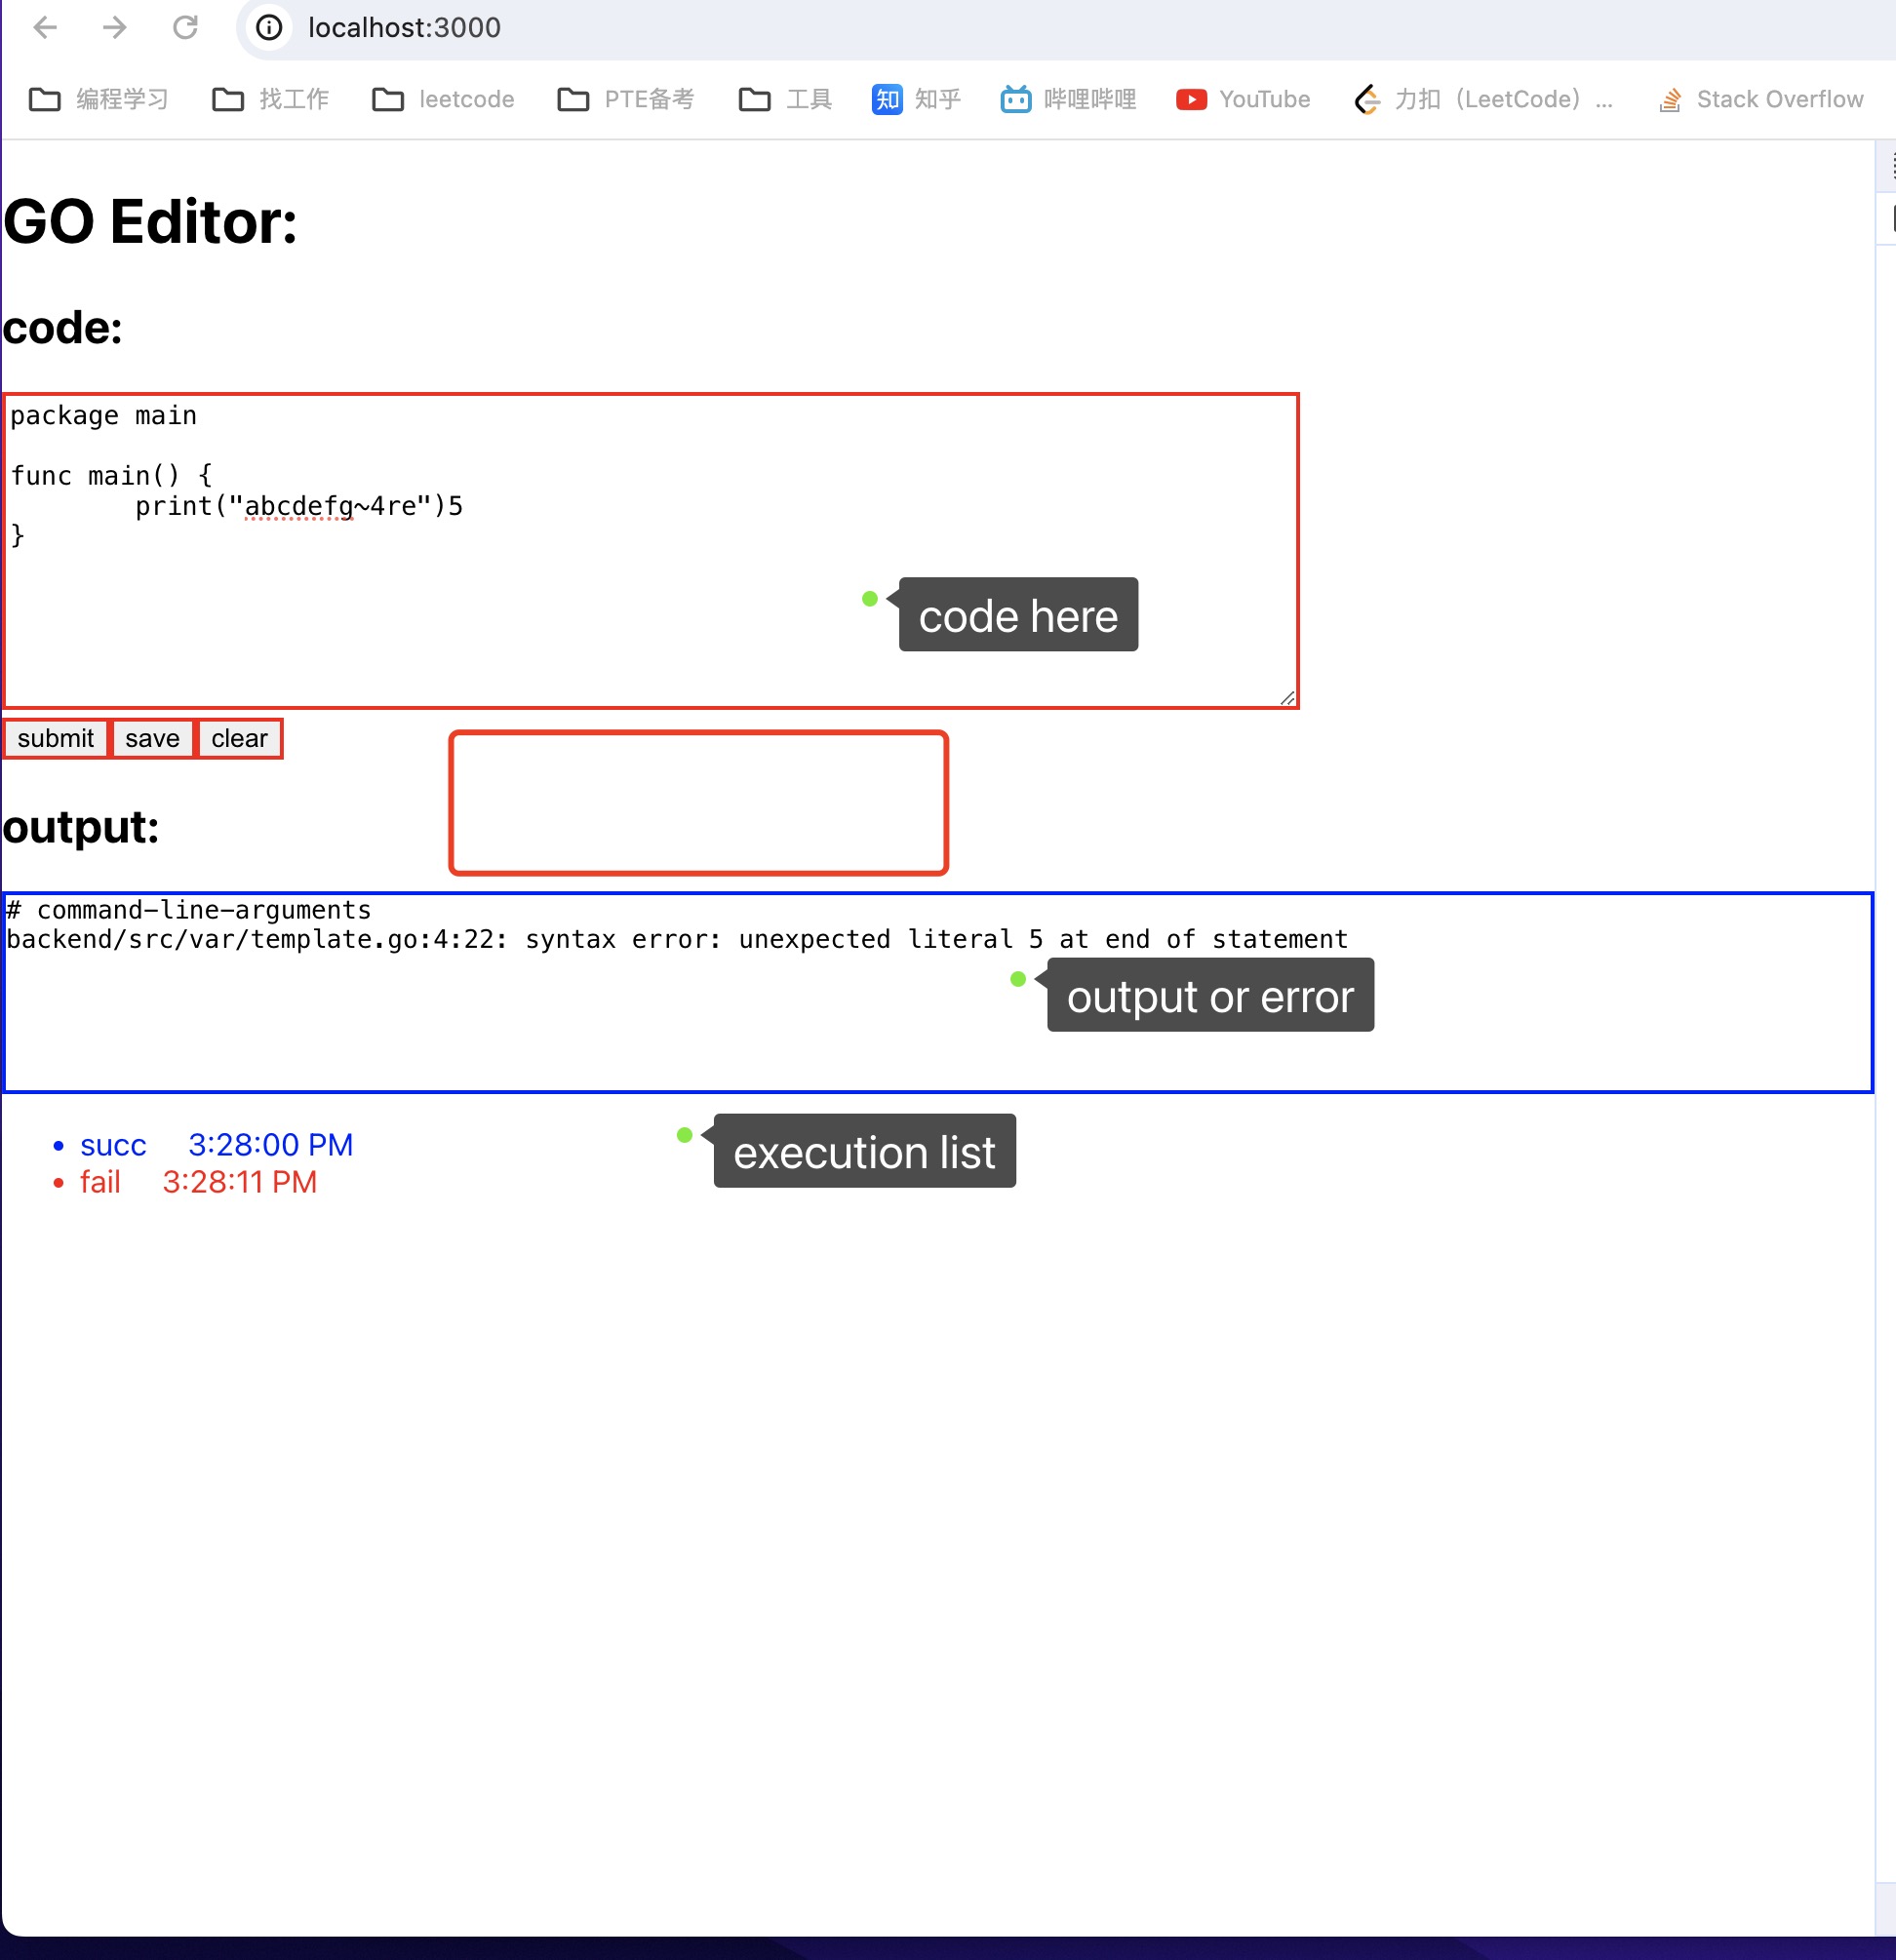 localhost:3000
编程学习 找工作 leetcode PTE备考 工具 知 知乎 哔哩哔哩 YouTube 力扣（LeetCode）... Stack Overflow
GO Editor:
code:
package main
func main() {
print("abcdefg~4re")5
}
code here
submit save clear
output:
# command-line-arguments
backend/src/var/template.go:4:22: syntax error: unexpected literal 5 at end of statement
output or error
succ 3:28:00 PM
execution list
fail 3:28:11 PM